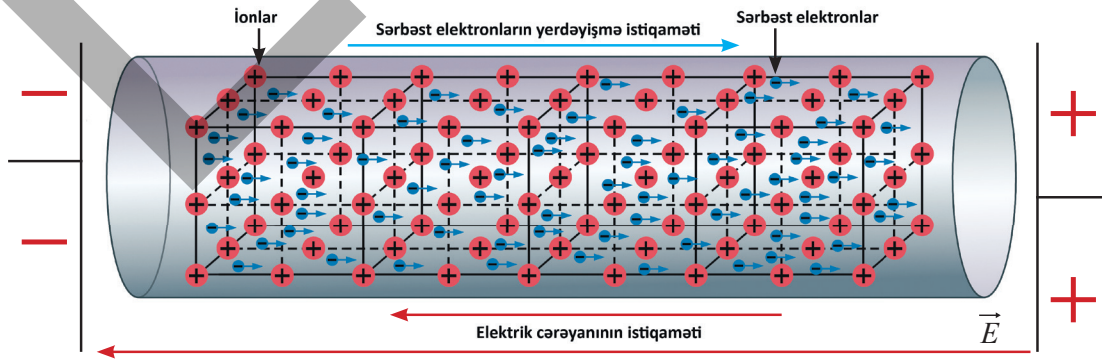 İonlar
Sərbəst elektronların yerdəyişmə istiqaməti
Sərbəst elektronlar
Elektrik cərəyanının istiqaməti
E